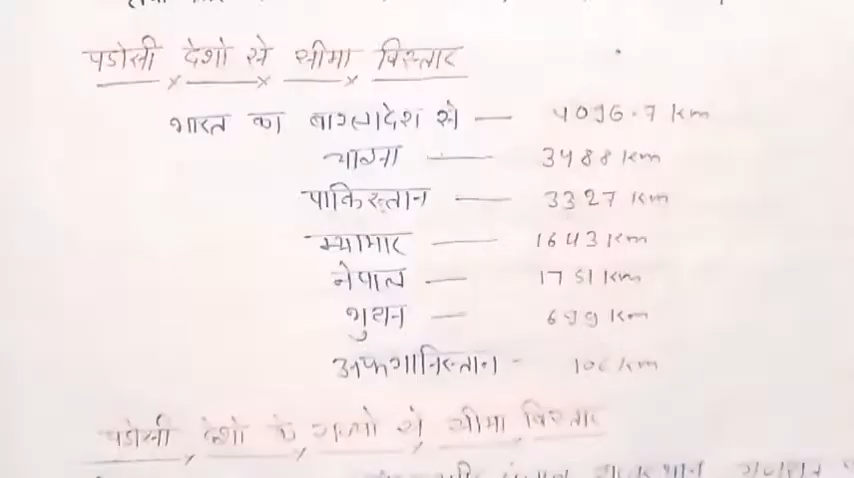 पडोसी देशो से सीमा विस्तार
भारत का बाग्लादेश से — 4096.7 km
चाइना — 3488 km
पाकिस्तान — 3327 km
म्यामार — 1643 km
नेपाल — 1751 km
भुटान — 699 km
अफगानिस्तान - 106 km
पडोसी देशो के राज्यो से सीमा विस्तार